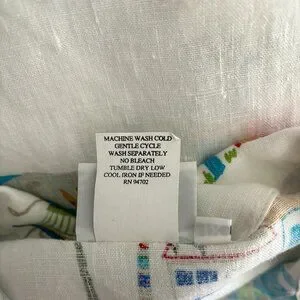 MACHINE WASH COLD
GENTLE CYCLE
WASH SEPARATELY
NO BLEACH
TUMBLE DRY LOW
COOL IRON IF NEEDED
RN 94702